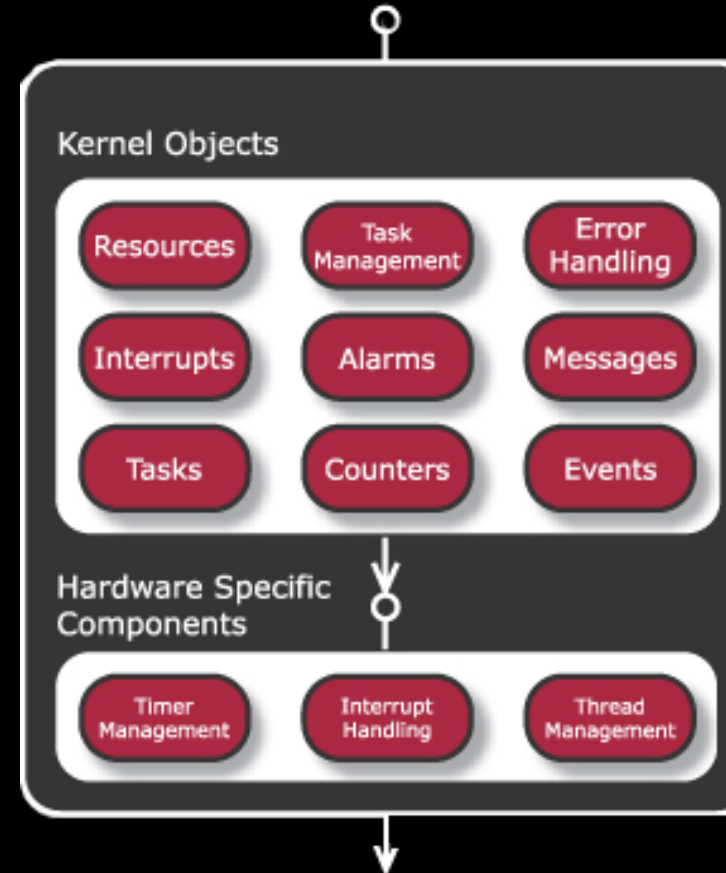 Kernel Objects
Resources
Task
Management
Error
Handling
Interrupts
Alarms
Messages
Tasks
Counters
Events
Hardware Specific
Components
Timer
Management
Interrupt
Handling
Thread
Management